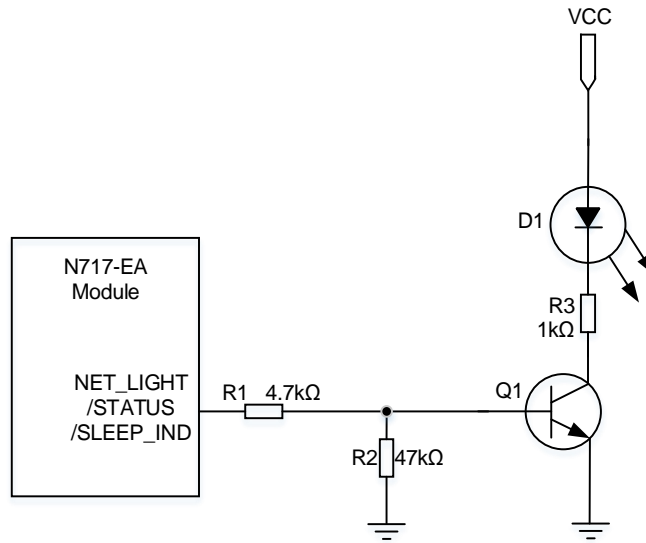 VCC
D1
N717-EA
Module
R3
1kΩ
NET_LIGHT
/STATUS
/SLEEP_IND
R1 4.7kΩ
Q1
R2 47kΩ